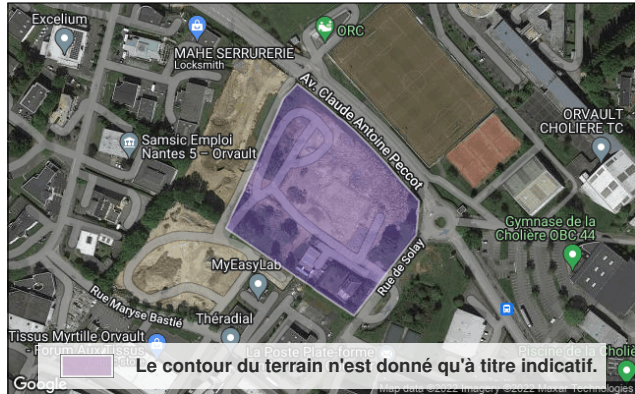 Excelium
MAHE SERRURERIE
Locksmith
ORC
Av. Claude Antoine Peccot
ORVAULT
CHOLIERE TC
Samsic Emploi
Nantes 5 – Orvault
Gymnase de la
Cholière OBC 44
MyEasyLab
Rue de Solay
Rue Maryse Bastié
Théradial
Tissus Myrtille Orvault
- Forum Aux Tissus
La Poste Plate-forme
Piscine de la Choliè
Le contour du terrain n'est donné qu'à titre indicatif.
Google
Map data ©2022 Imagery ©2022 Maxar Technologies